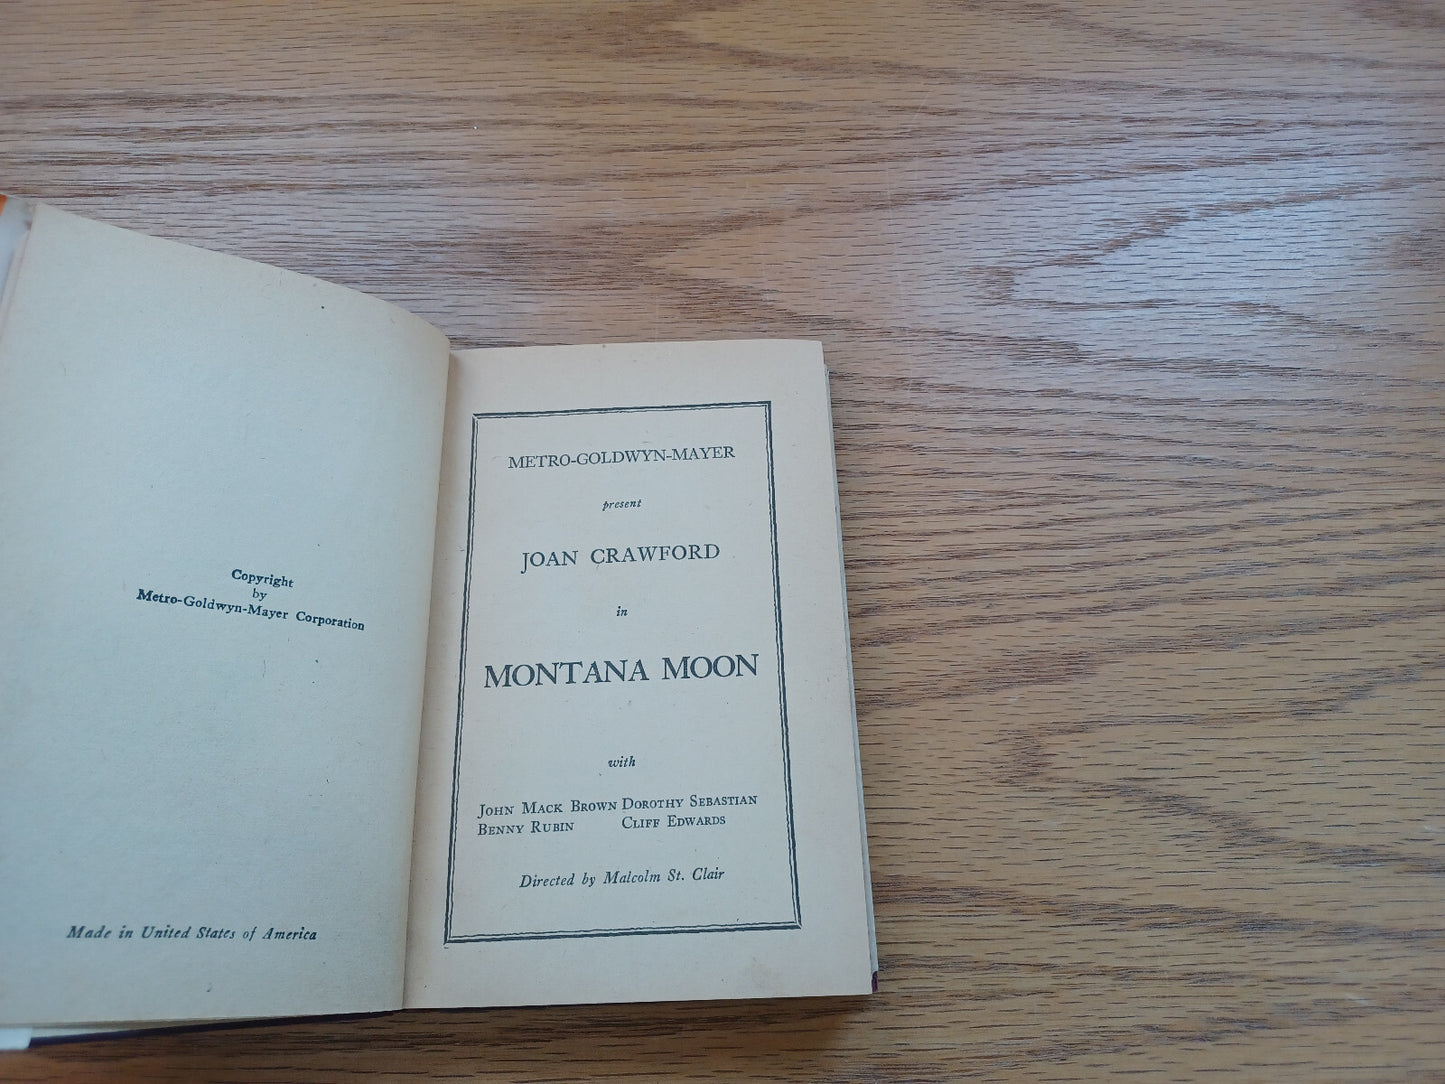 Copyright
by
Metro-Goldwyn-Mayer Corporation
Made in United States of America
METRO-GOLDWYN-MAYER
present
JOAN CRAWFORD
in
MONTANA MOON
with
JOHN MACK BROWN DOROTHY SEBASTIAN
BENNY RUBIN CLIFF EDWARDS
Directed by Malcolm St. Clair